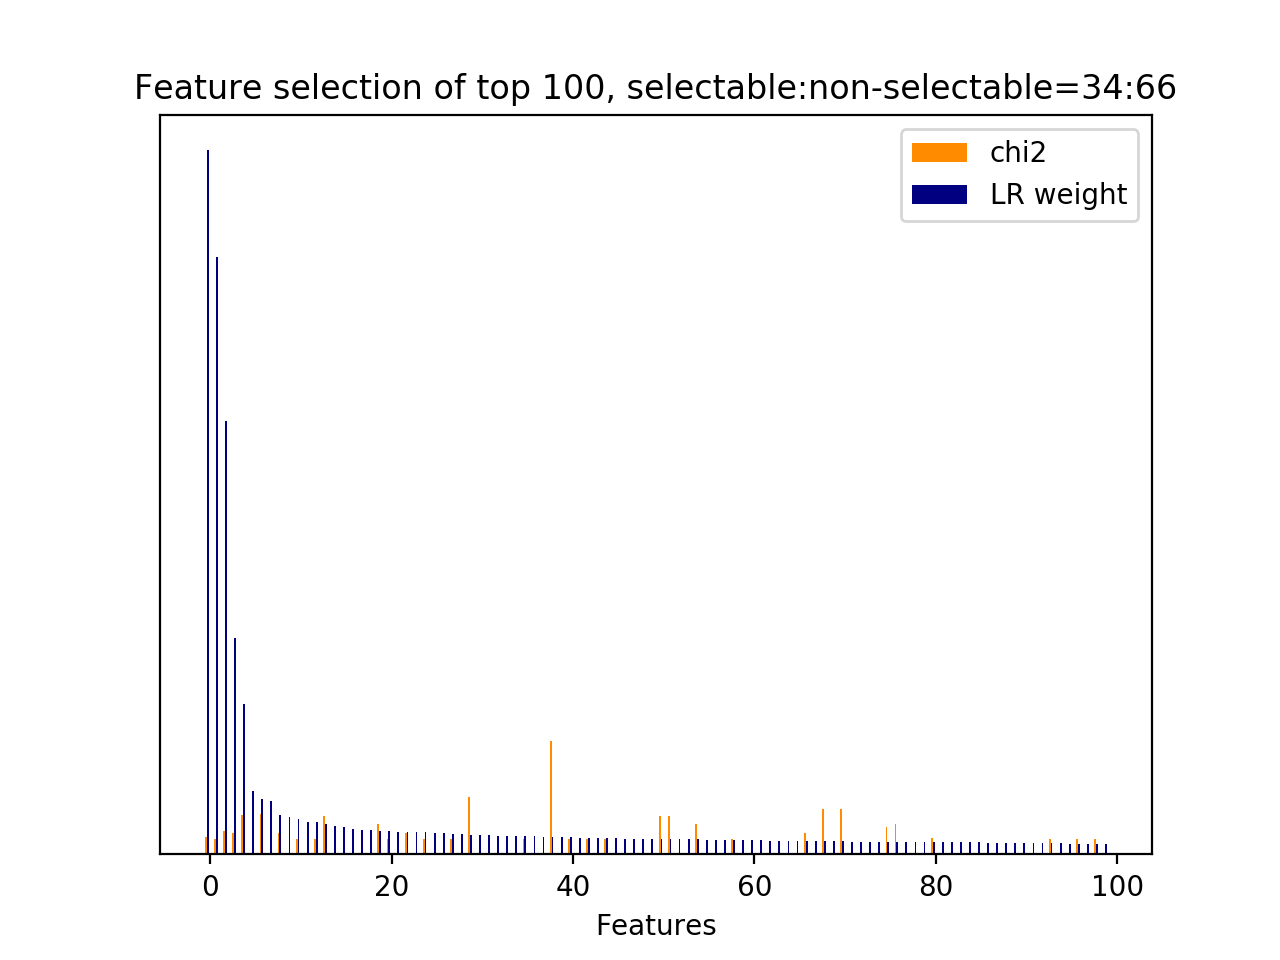 Feature selection of top 100, selectable:non-selectable=34:66
chi2
LR weight
0 20 40 60 80 100
Features